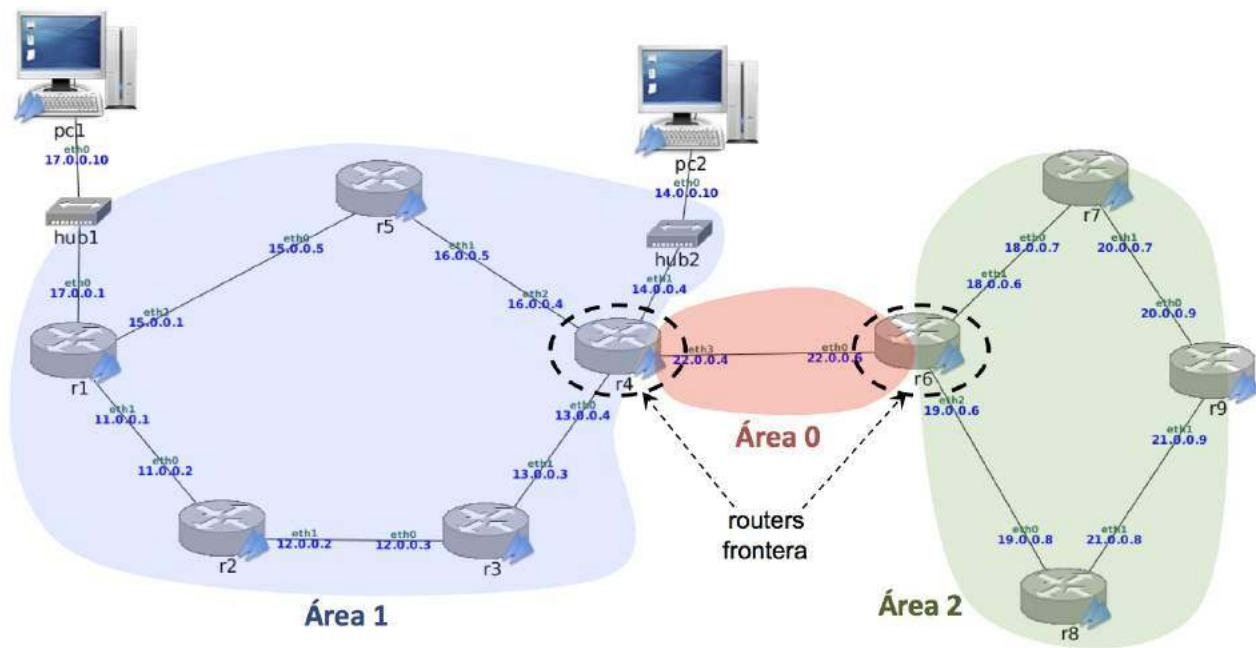 pc1
eth0
17.0.0.10
hub1
eth0
17.0.0.1
r1
eth2
15.0.0.1
eth1
11.0.0.1
eth0
15.0.0.5
r5
eth1
16.0.0.5
eth2
16.0.0.4
pc2
eth0
14.0.0.10
hub2
eth1
14.0.0.4
r4
eth3
22.0.0.4
eth0
13.0.0.4
eth0
11.0.0.2
r2
eth1
12.0.0.2
eth0
12.0.0.3
r3
eth1
13.0.0.3
Área 1
Área 0
eth0
22.0.0.6
r6
eth1
18.0.0.6
eth2
19.0.0.6
routers
frontera
r7
eth0
18.0.0.7
eth1
20.0.0.7
eth0
20.0.0.9
r9
eth1
21.0.0.9
eth0
19.0.0.8
eth1
21.0.0.8
r8
Área 2